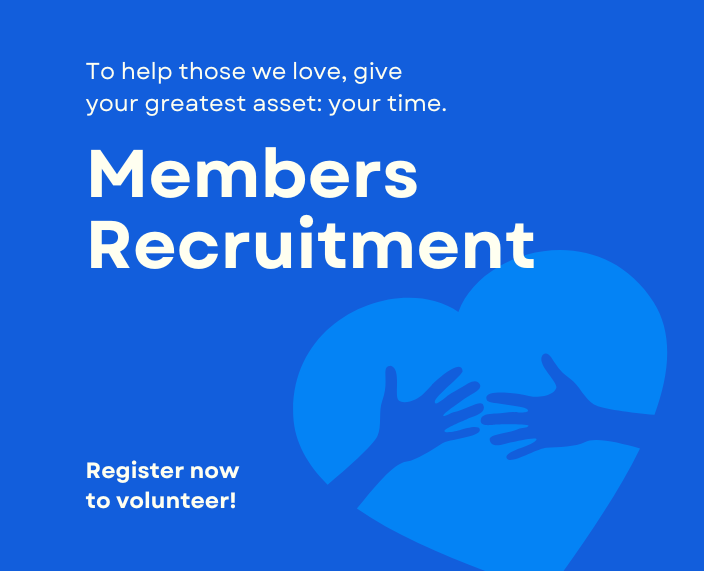 To help those we love, give
your greatest asset: your time.
Members
Recruitment
Register now
to volunteer!